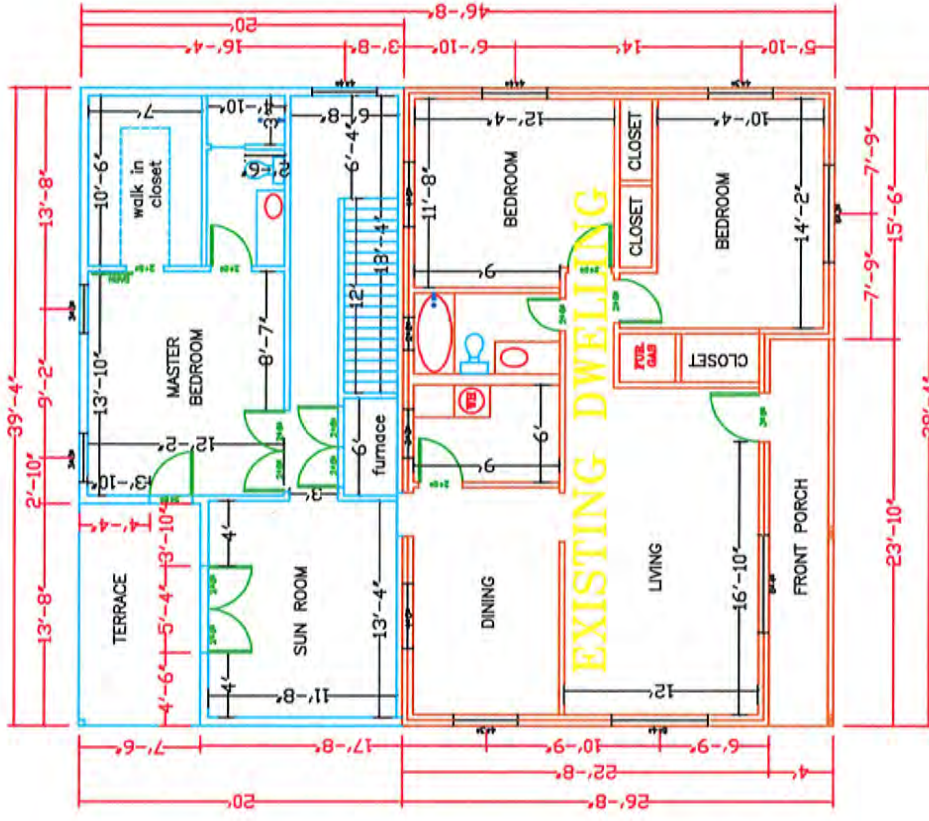 46'-8"
20'
16'-4"
3'-8"
6'-10"
14'
5'-10"
39'-4"
13'-8"
9'-2"
2'-10"
13'-8"
7'
10'-6"
walk in
closet
6'-8"
6'-4"
18'-4"
12'
MASTER
BEDROOM
13'-10"
8'-7"
12'-2"
3'-10"
6'
furnace
3'
TERRACE
4'-4"
3'-10"
5'-4"
4'-6"
SUN ROOM
4'
4'
11'-8"
13'-4"
12'-4"
11'-8"
BEDROOM
9'
CLOSET
CLOSET
10'-4"
BEDROOM
14'-2"
EXISTING DWELLING
WH
9'
6'
FUR
GAS
CLOSET
DINING
LIVING
16'-10"
12'
FRONT PORCH
7'-9"
7'-9"
15'-6"
23'-10"
7'-6"
17'-8"
20'
10'-9"
6'-9"
22'-8"
4'
26'-8"